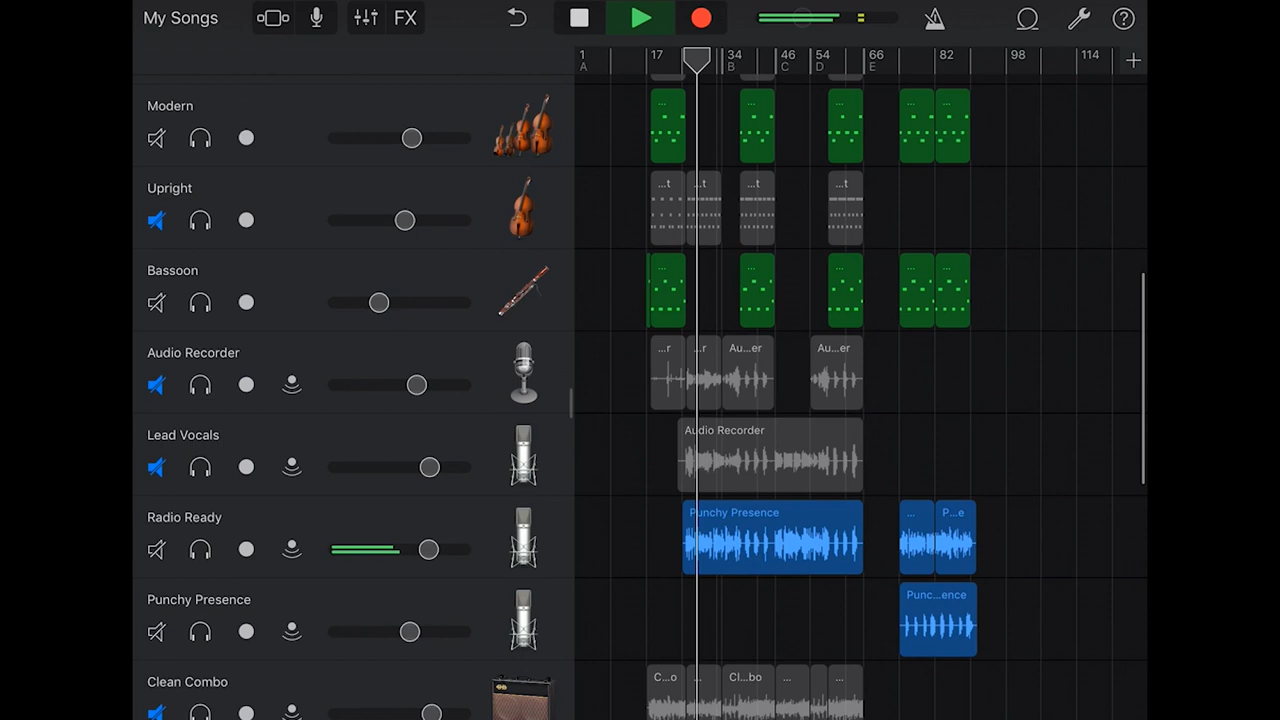 My Songs
FX
1 17 34 46 54 66 82 98 114
A B C D E
Modern
...
...
...
...
...
Upright
...t
...t
...t
...t
Bassoon
...
...
...
...
...
Audio Recorder
...r
...r
Au...er
Au...er
Lead Vocals
Audio Recorder
Radio Ready
Punchy Presence
...
P...e
Punchy Presence
Punc...ence
Clean Combo
C...o
...
Cl...bo
...
...